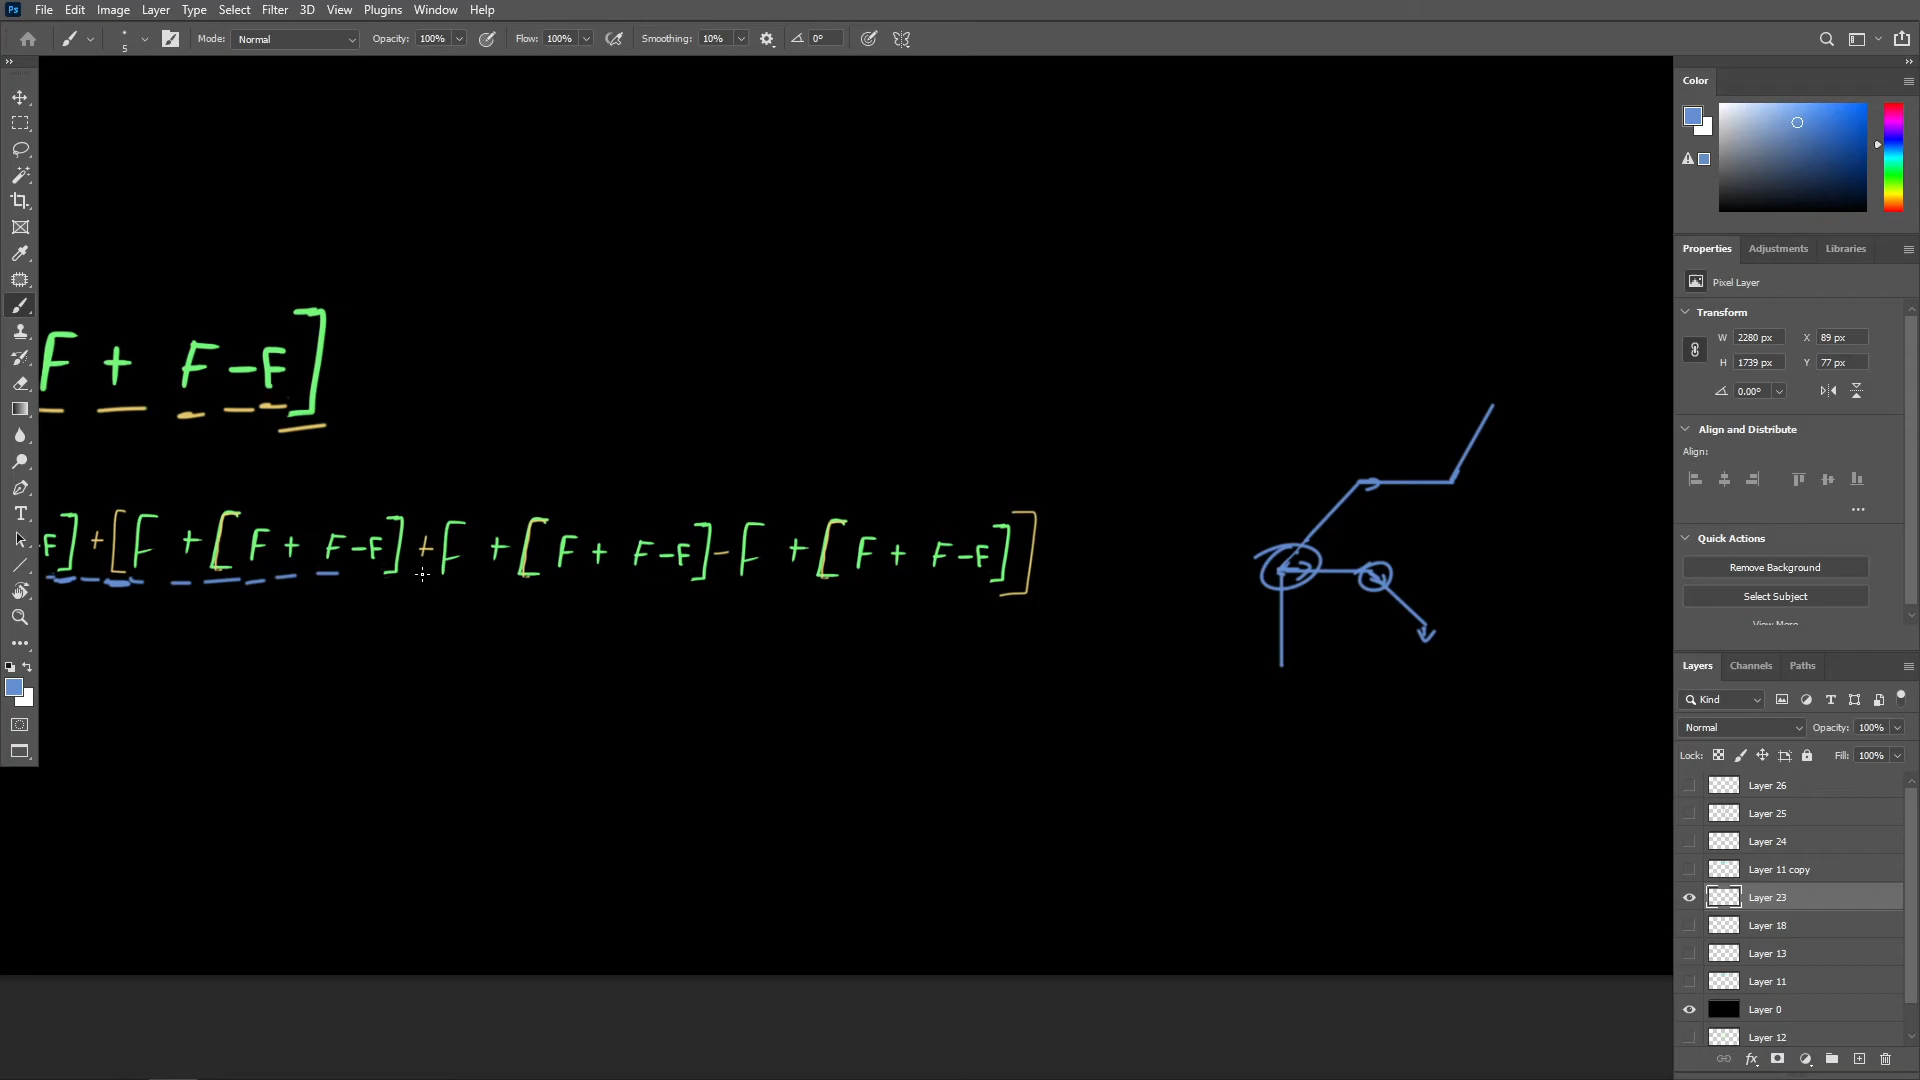 Ps File Edit Image Layer Type Select Filter 3D View Plugins Window Help
5 Mode: Normal Opacity: 100% Flow: 100% Smoothing: 10% 0°
Color
Properties Adjustments Libraries
Pixel Layer
Transform
W 2280 px X 89 px
H 1739 px Y 77 px
0.00°
F + F - F ]
Align and Distribute
Align:
F ] + [ F + [ F + F - F ] + F + [ F + F - F ] - F + [ F + F - F ] ]
Quick Actions
Remove Background
Select Subject
View More
Layers Channels Paths
Kind
Normal Opacity: 100%
Lock: Fill: 100%
Layer 26
Layer 25
Layer 24
Layer 11 copy
Layer 23
Layer 18
Layer 13
Layer 11
Layer 0
Layer 12